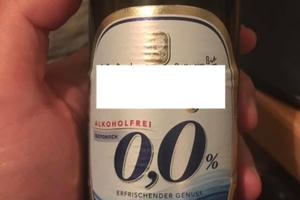 ALKOHOLFREI
ISOTONISCH
0,0%
ERFRISCHENDER GENUSS